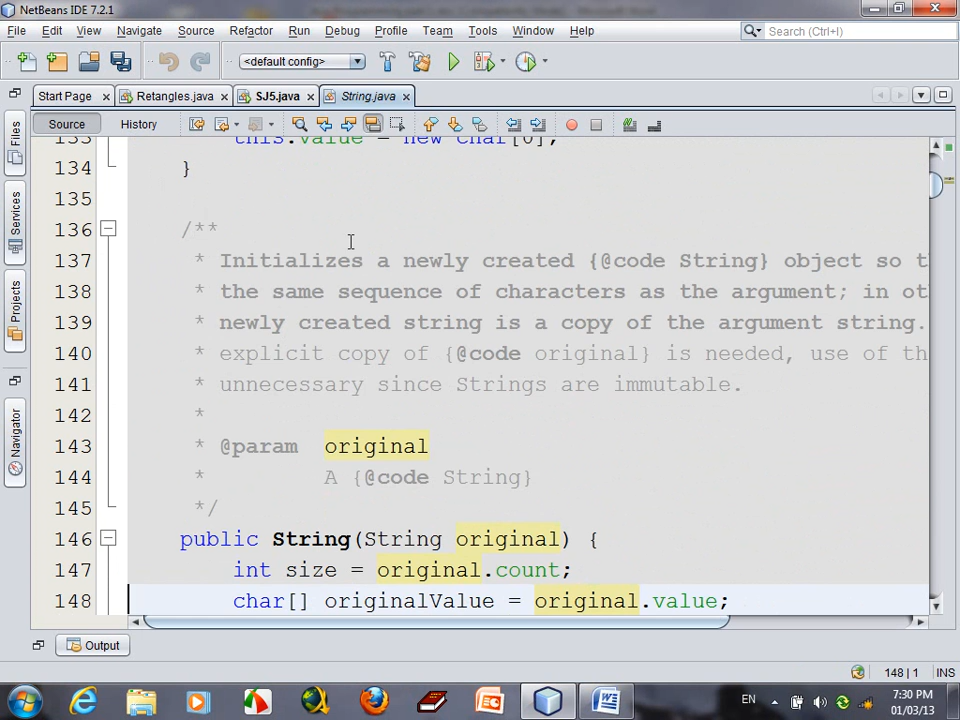 NetBeans IDE 7.2.1
File Edit View Navigate Source Refactor Run Debug Profile Team Tools Window Help
Search (Ctrl+I)
<default config>
Start Page Retangles.java SJ5.java String.java
Source History
Files
Services
Projects
Navigator
133 this.value = new char[0];
134 }
135
136 /**
137 * Initializes a newly created {@code String} object so t
138 * the same sequence of characters as the argument; in ot
139 * newly created string is a copy of the argument string.
140 * explicit copy of {@code original} is needed, use of th
141 * unnecessary since Strings are immutable.
142 *
143 * @param original
144 * A {@code String}
145 */
146 public String(String original) {
147 int size = original.count;
148 char[] originalValue = original.value;
Output
148 | 1 INS
EN
7:30 PM
01/03/13